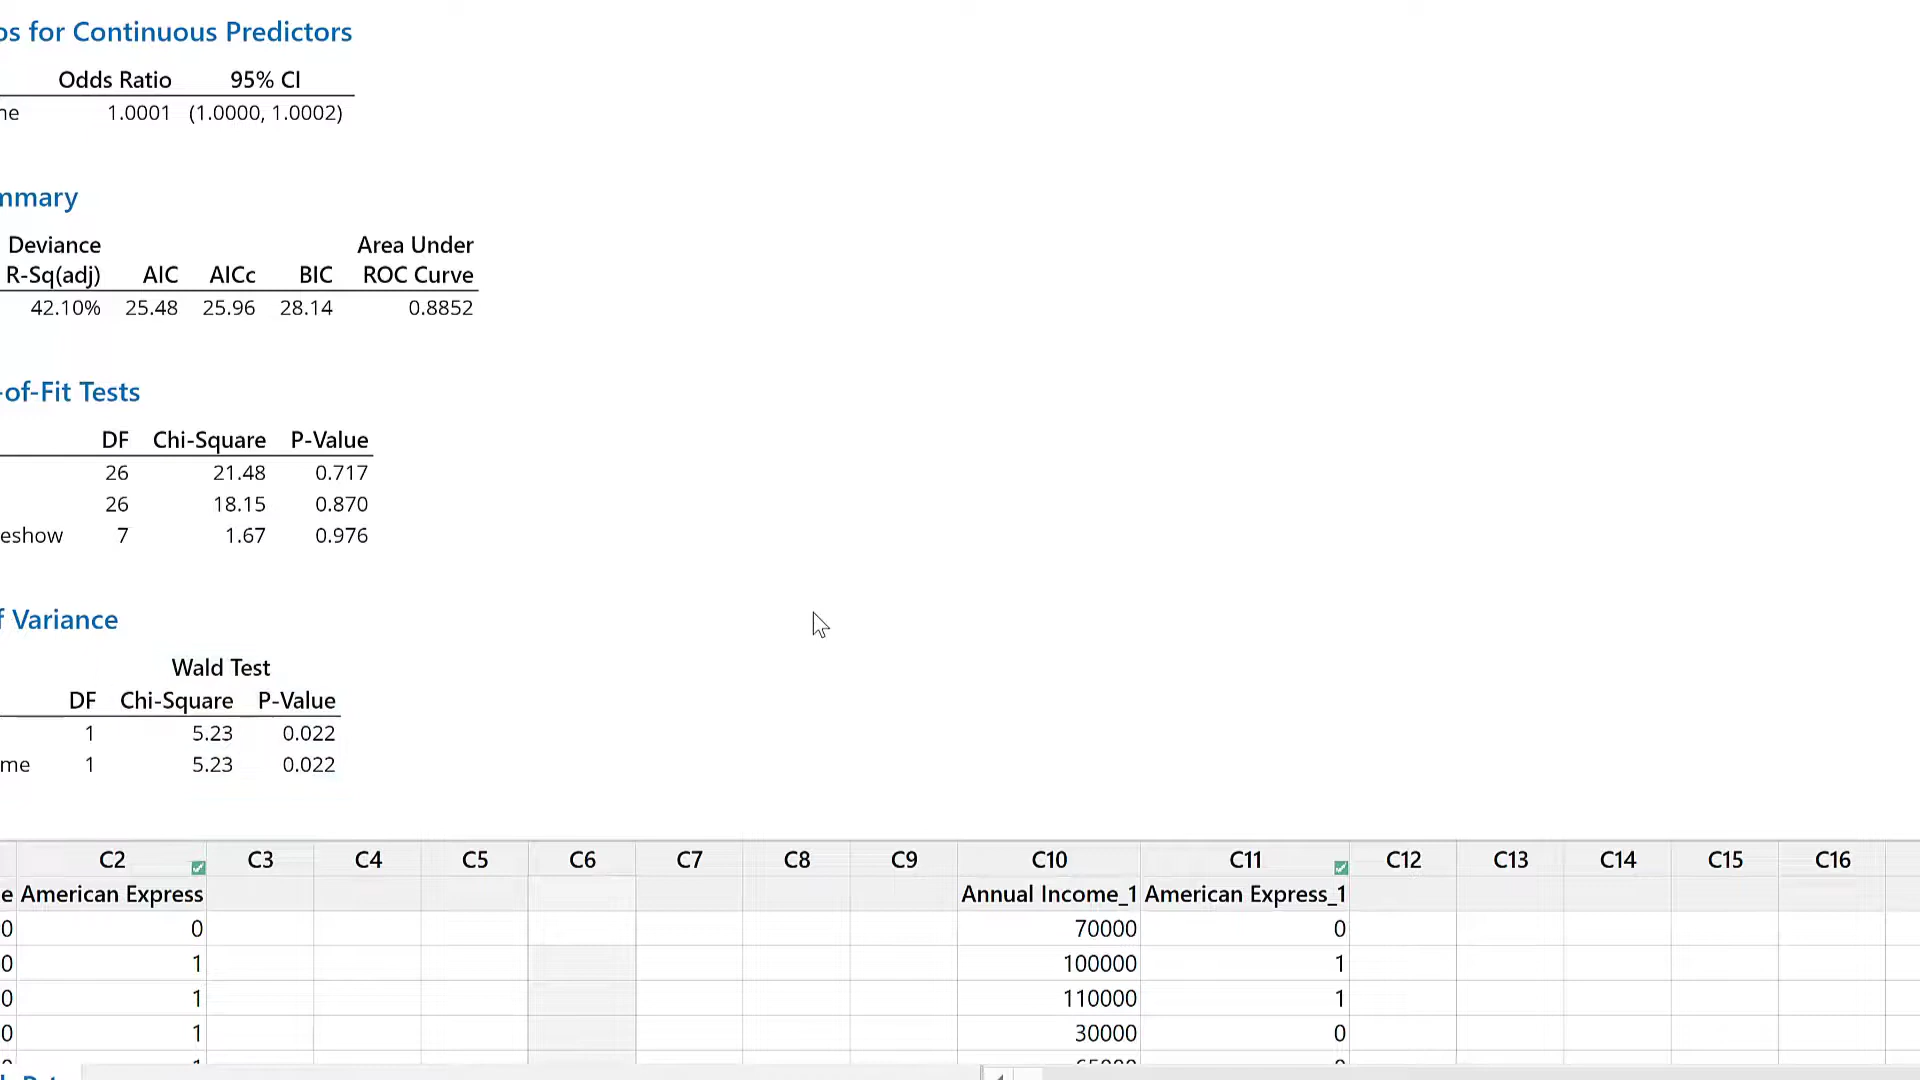 os for Continuous Predictors
Odds Ratio 95% CI
me 1.0001 (1.0000, 1.0002)
mmary
Deviance Area Under
R-Sq(adj) AIC AICc BIC ROC Curve
42.10% 25.48 25.96 28.14 0.8852
-of-Fit Tests
DF Chi-Square P-Value
26 21.48 0.717
26 18.15 0.870
eshow 7 1.67 0.976
f Variance
Wald Test
DF Chi-Square P-Value
1 5.23 0.022
me 1 5.23 0.022
C2 C3 C4 C5 C6 C7 C8 C9 C10 C11 C12 C13 C14 C15 C16
e American Express Annual Income_1 American Express_1
0 0 70000 0
0 1 100000 1
0 1 110000 1
0 1 30000 0